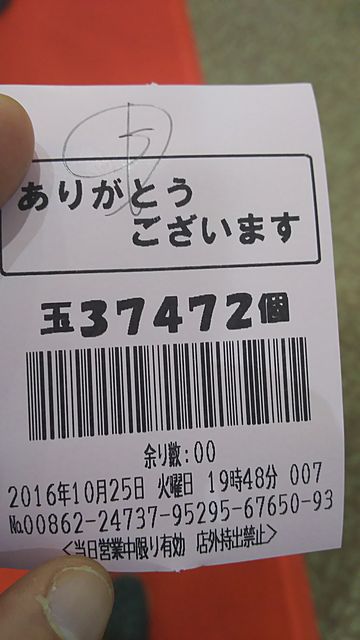 ありがとう
ございます
玉37472個
余り数:00
2016年10月25日 火曜日 19時48分 007
№00862-24737-95295-67650-93
<当日営業中限り有効 店外持出禁止>